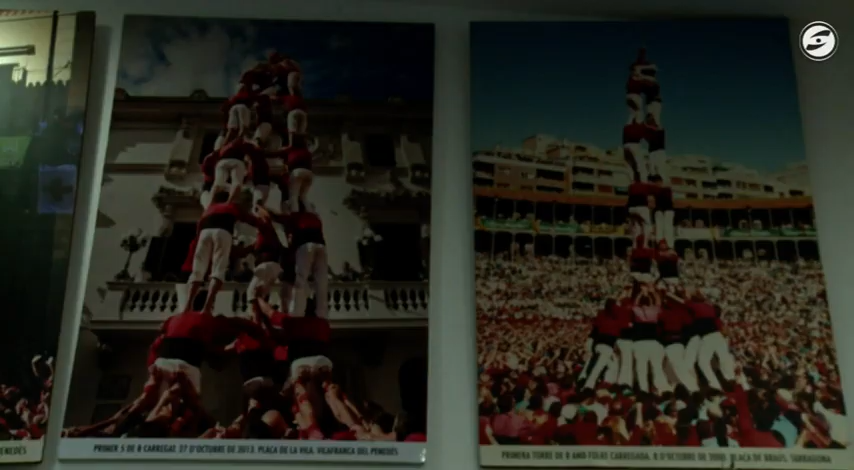 PENEDÈS
PRIMER 5 DE 8 CARREGAT. 27 D'OCTUBRE DE 2013. PLAÇA DE LA VILA. VILAFRANCA DEL PENEDÈS
PRIMERA TORRE DE 8 AMB FOLRE CARREGADA. 8 D'OCTUBRE DE 2000. PLAÇA DE BRAUS. TARRAGONA